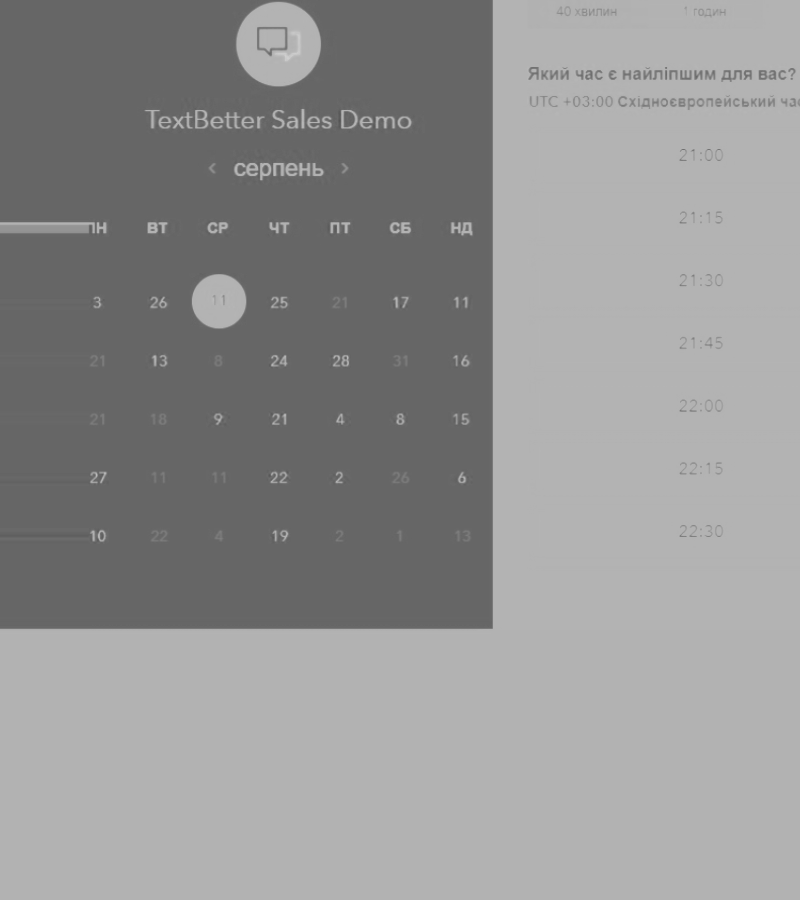 TextBetter Sales Demo
< серпень >
ПН ВТ СР ЧТ ПТ СБ НД
3 26 11 25 21 17 11
21 13 8 24 28 31 16
21 18 9 21 4 8 15
27 11 11 22 2 26 6
10 22 4 19 2 1 13
40 хвилин 1 годин
Який час є найліпшим для вас?
UTC +03:00 Східноєвропейський
21:00
21:15
21:30
21:45
22:00
22:15
22:30